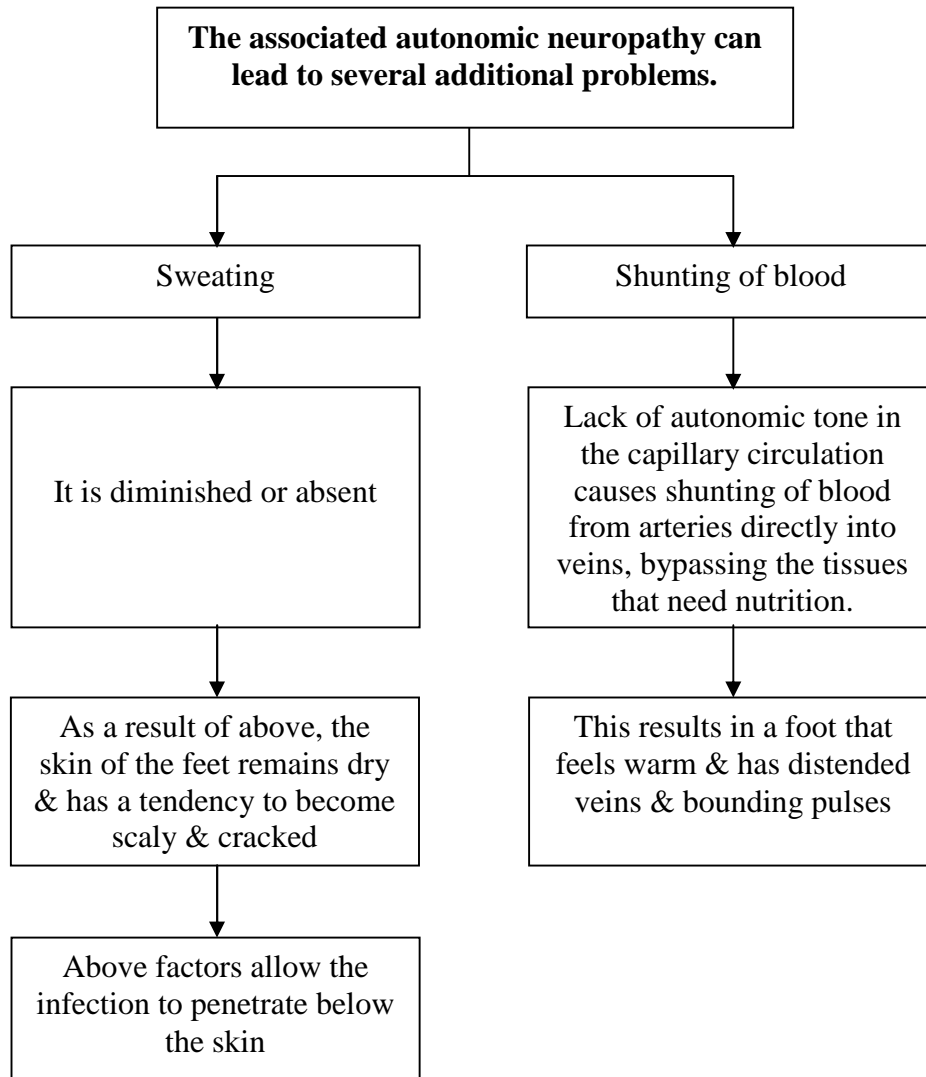 The associated autonomic neuropathy can
lead to several additional problems.
Sweating
Shunting of blood
It is diminished or absent
Lack of autonomic tone in
the capillary circulation
causes shunting of blood
from arteries directly into
veins, bypassing the tissues
that need nutrition.
As a result of above, the
skin of the feet remains dry
& has a tendency to become
scaly & cracked
This results in a foot that
feels warm & has distended
veins & bounding pulses
Above factors allow the
infection to penetrate below
the skin